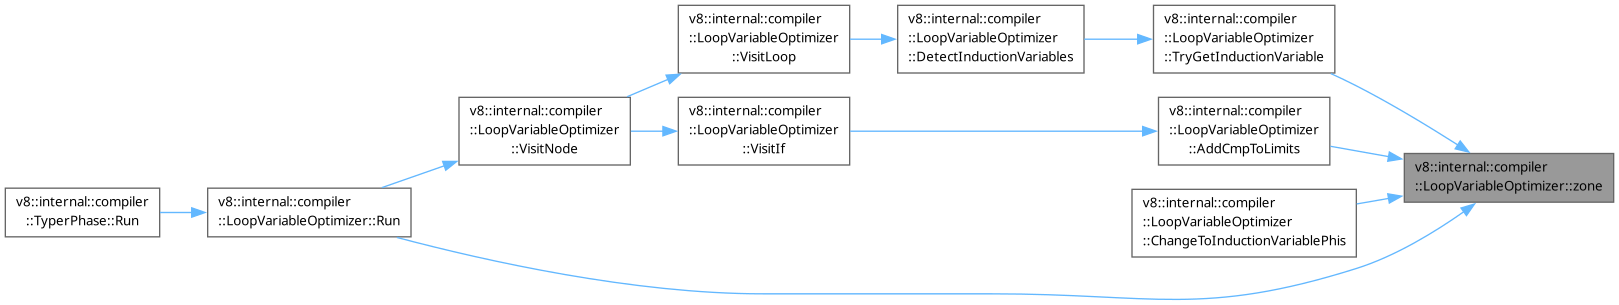 v8::internal::compiler
::LoopVariableOptimizer
::VisitLoop
v8::internal::compiler
::LoopVariableOptimizer
::DetectInductionVariables
v8::internal::compiler
::LoopVariableOptimizer
::TryGetInductionVariable
v8::internal::compiler
::LoopVariableOptimizer
::VisitNode
v8::internal::compiler
::LoopVariableOptimizer
::VisitIf
v8::internal::compiler
::LoopVariableOptimizer
::AddCmpToLimits
v8::internal::compiler
::LoopVariableOptimizer::zone
v8::internal::compiler
::TyperPhase::Run
v8::internal::compiler
::LoopVariableOptimizer::Run
v8::internal::compiler
::LoopVariableOptimizer
::ChangeToInductionVariablePhis